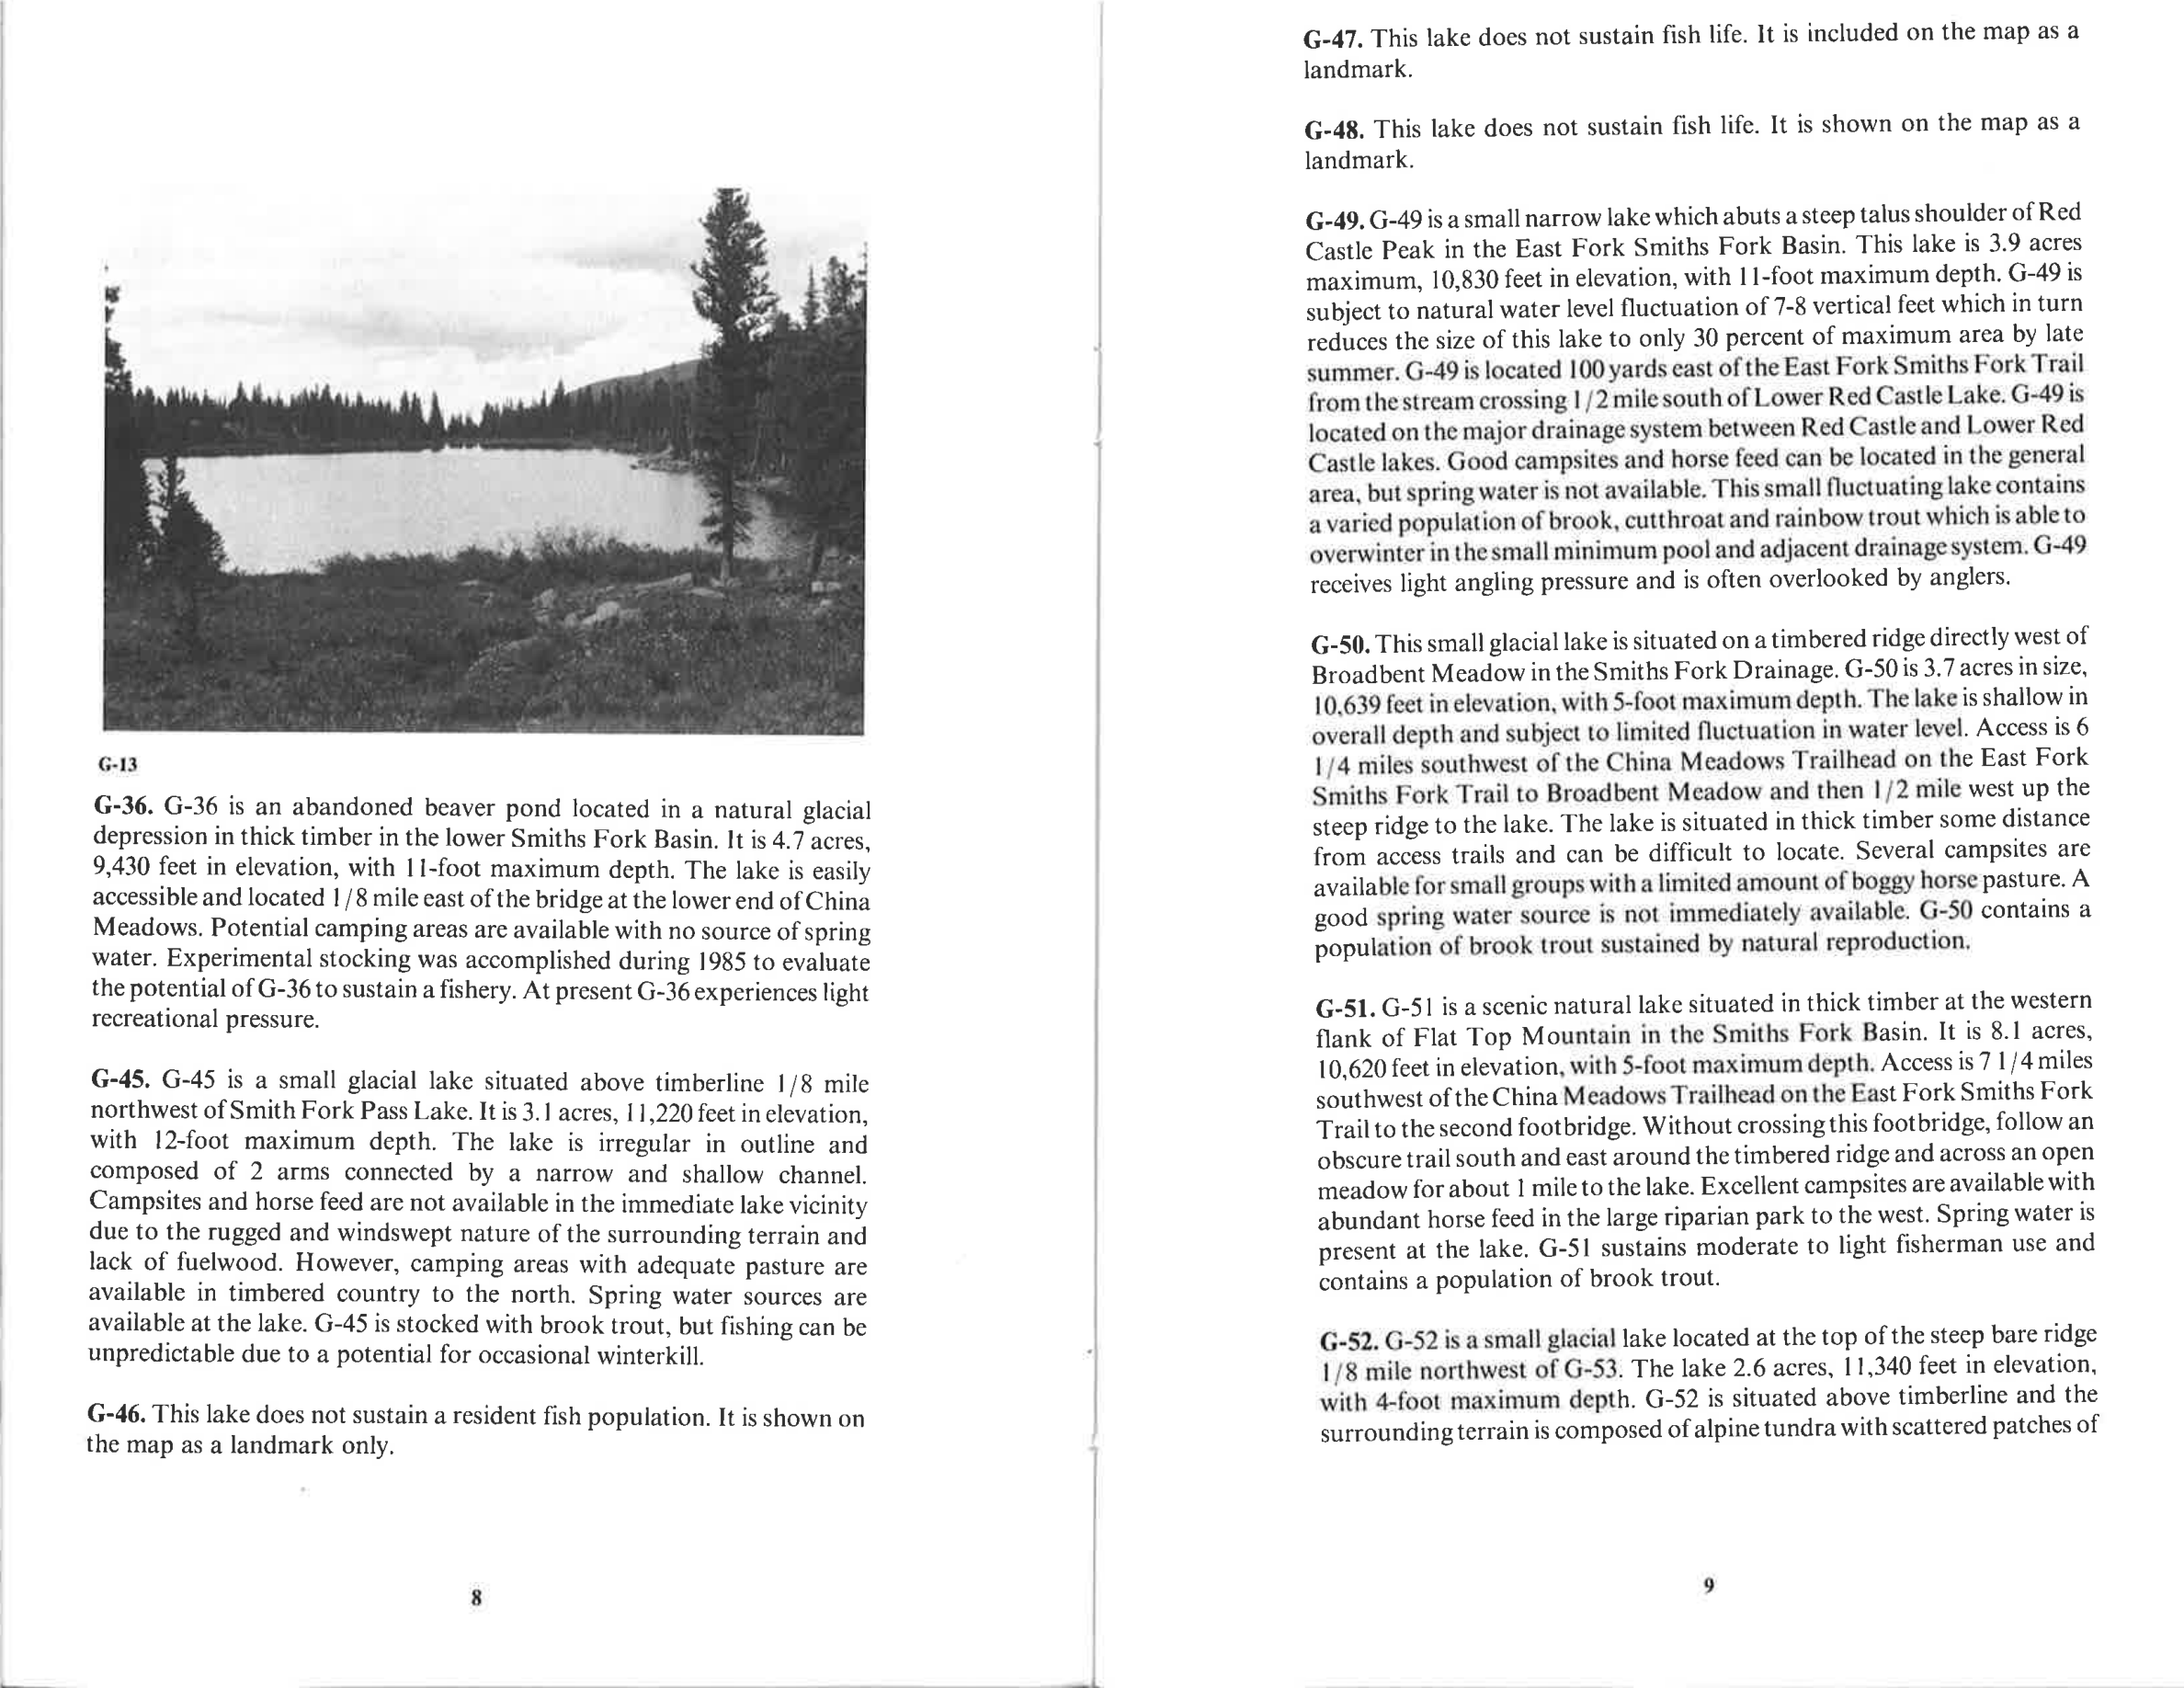 G-13
G-36. G-36 is an abandoned beaver pond located in a natural glacial
depression in thick timber in the lower Smiths Fork Basin. It is 4.7 acres,
9,430 feet in elevation, with 11-foot maximum depth. The lake is easily
accessible and located 1/8 mile east of the bridge at the lower end of China
Meadows. Potential camping areas are available with no source of spring
water. Experimental stocking was accomplished during 1985 to evaluate
the potential of G-36 to sustain a fishery. At present G-36 experiences light
recreational pressure.
G-45. G-45 is a small glacial lake situated above timberline 1/8 mile
northwest of Smith Fork Pass Lake. It is 3.1 acres, 11,220 feet in elevation,
with 12-foot maximum depth. The lake is irregular in outline and
composed of 2 arms connected by a narrow and shallow channel.
Campsites and horse feed are not available in the immediate lake vicinity
due to the rugged and windswept nature of the surrounding terrain and
lack of fuelwood. However, camping areas with adequate pasture are
available in timbered country to the north. Spring water sources are
available at the lake. G-45 is stocked with brook trout, but fishing can be
unpredictable due to a potential for occasional winterkill.
G-46. This lake does not sustain a resident fish population. It is shown on
the map as a landmark only.
8
G-47. This lake does not sustain fish life. It is included on the map as a
landmark.
G-48. This lake does not sustain fish life. It is shown on the map as a
landmark.
G-49. G-49 is a small narrow lake which abuts a steep talus shoulder of Red
Castle Peak in the East Fork Smiths Fork Basin. This lake is 3.9 acres
maximum, 10,830 feet in elevation, with 11-foot maximum depth. G-49 is
subject to natural water level fluctuation of 7-8 vertical feet which in turn
reduces the size of this lake to only 30 percent of maximum area by late
summer. G-49 is located 100 yards east of the East Fork Smiths Fork Trail
from the stream crossing 1/2 mile south of Lower Red Castle Lake. G-49 is
located on the major drainage system between Red Castle and Lower Red
Castle lakes. Good campsites and horse feed can be located in the general
area, but spring water is not available. This small fluctuating lake contains
a varied population of brook, cutthroat and rainbow trout which is able to
overwinter in the small minimum pool and adjacent drainage system. G-49
receives light angling pressure and is often overlooked by anglers.
G-50. This small glacial lake is situated on a timbered ridge directly west of
Broadbent Meadow in the Smiths Fork Drainage. G-50 is 3.7 acres in size,
10,639 feet in elevation, with 5-foot maximum depth. The lake is shallow in
overall depth and subject to limited fluctuation in water level. Access is 6
1/4 miles southwest of the China Meadows Trailhead on the East Fork
Smiths Fork Trail to Broadbent Meadow and then 1/2 mile west up the
steep ridge to the lake. The lake is situated in thick timber some distance
from access trails and can be difficult to locate. Several campsites are
available for small groups with a limited amount of boggy horse pasture. A
good spring water source is not immediately available. G-50 contains a
population of brook trout sustained by natural reproduction.
G-51. G-51 is a scenic natural lake situated in thick timber at the western
flank of Flat Top Mountain in the Smiths Fork Basin. It is 8.1 acres,
10,620 feet in elevation, with 5-foot maximum depth. Access is 7 1/4 miles
southwest of the China Meadows Trailhead on the East Fork Smiths Fork
Trail to the second footbridge. Without crossing this footbridge, follow an
obscure trail south and east around the timbered ridge and across an open
meadow for about 1 mile to the lake. Excellent campsites are available with
abundant horse feed in the large riparian park to the west. Spring water is
present at the lake. G-51 sustains moderate to light fisherman use and
contains a population of brook trout.
G-52. G-52 is a small glacial lake located at the top of the steep bare ridge
1/8 mile northwest of G-53. The lake 2.6 acres, 11,340 feet in elevation,
with 4-foot maximum depth. G-52 is situated above timberline and the
surrounding terrain is composed of alpine tundra with scattered patches of
9